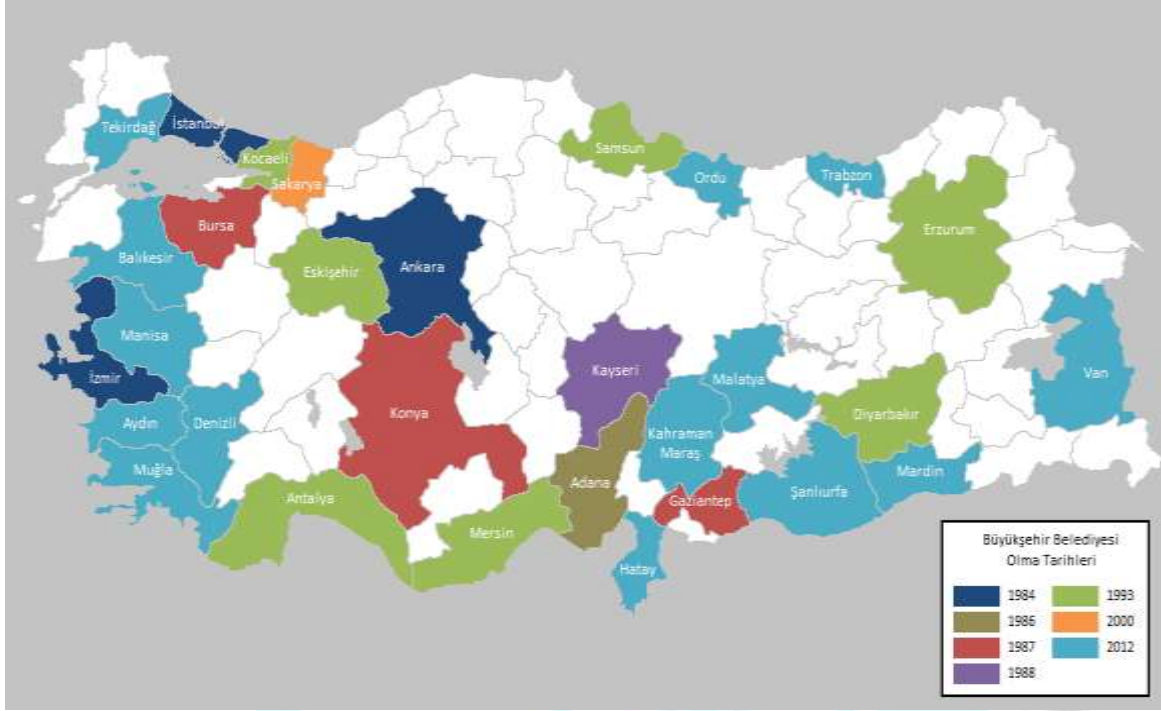 Tekirdağ
İstanbul
Kocaeli
Sakarya
Samsun
Ordu
Trabzon
Erzurum
Bursa
Balıkesir
Eskişehir
Ankara
Manisa
İzmir
Kayseri
Malatya
Van
Aydın
Denizli
Konya
Diyarbakır
Kahraman
Maraş
Muğla
Mardin
Antalya
Adana
Gaziantep
Şanlıurfa
Mersin
Hatay
Büyükşehir Belediyesi
Olma Tarihleri
1984
1993
1986
2000
1987
2012
1988